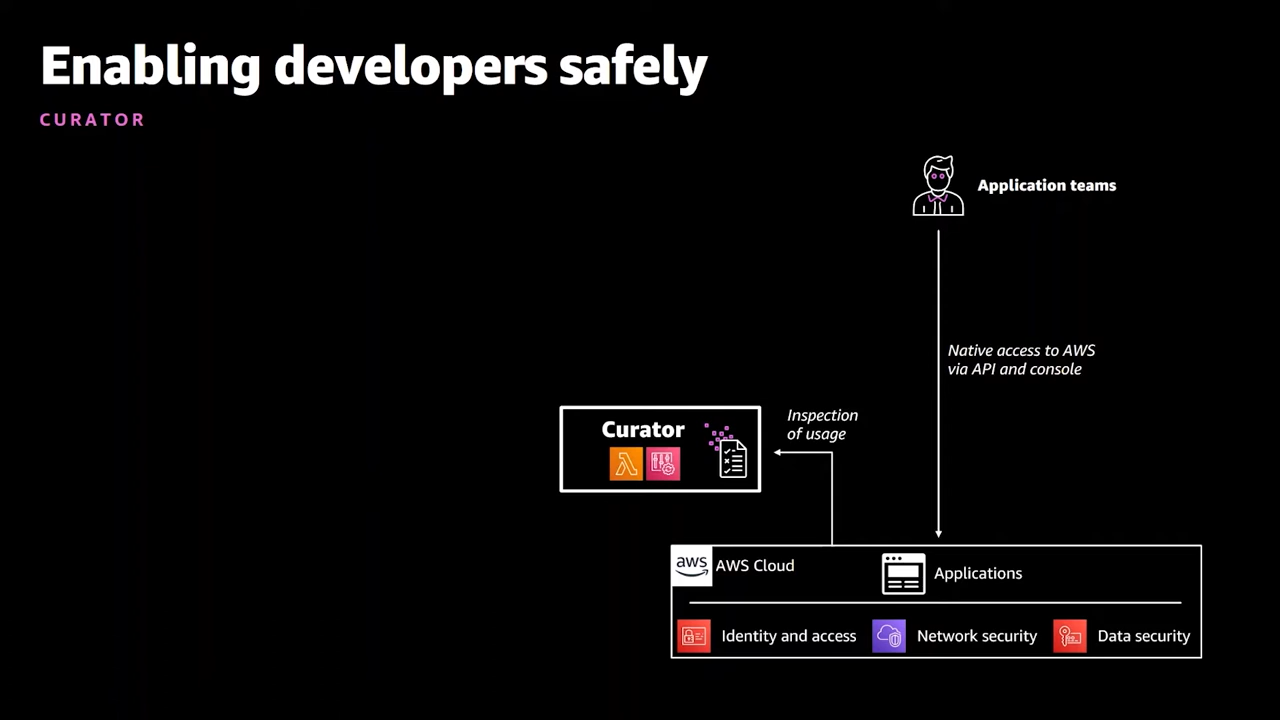 Enabling developers safely
CURATOR
Application teams
Native access to AWS
via API and console
Inspection
of usage
Curator
aws
AWS Cloud
Applications
Identity and access
Network security
Data security